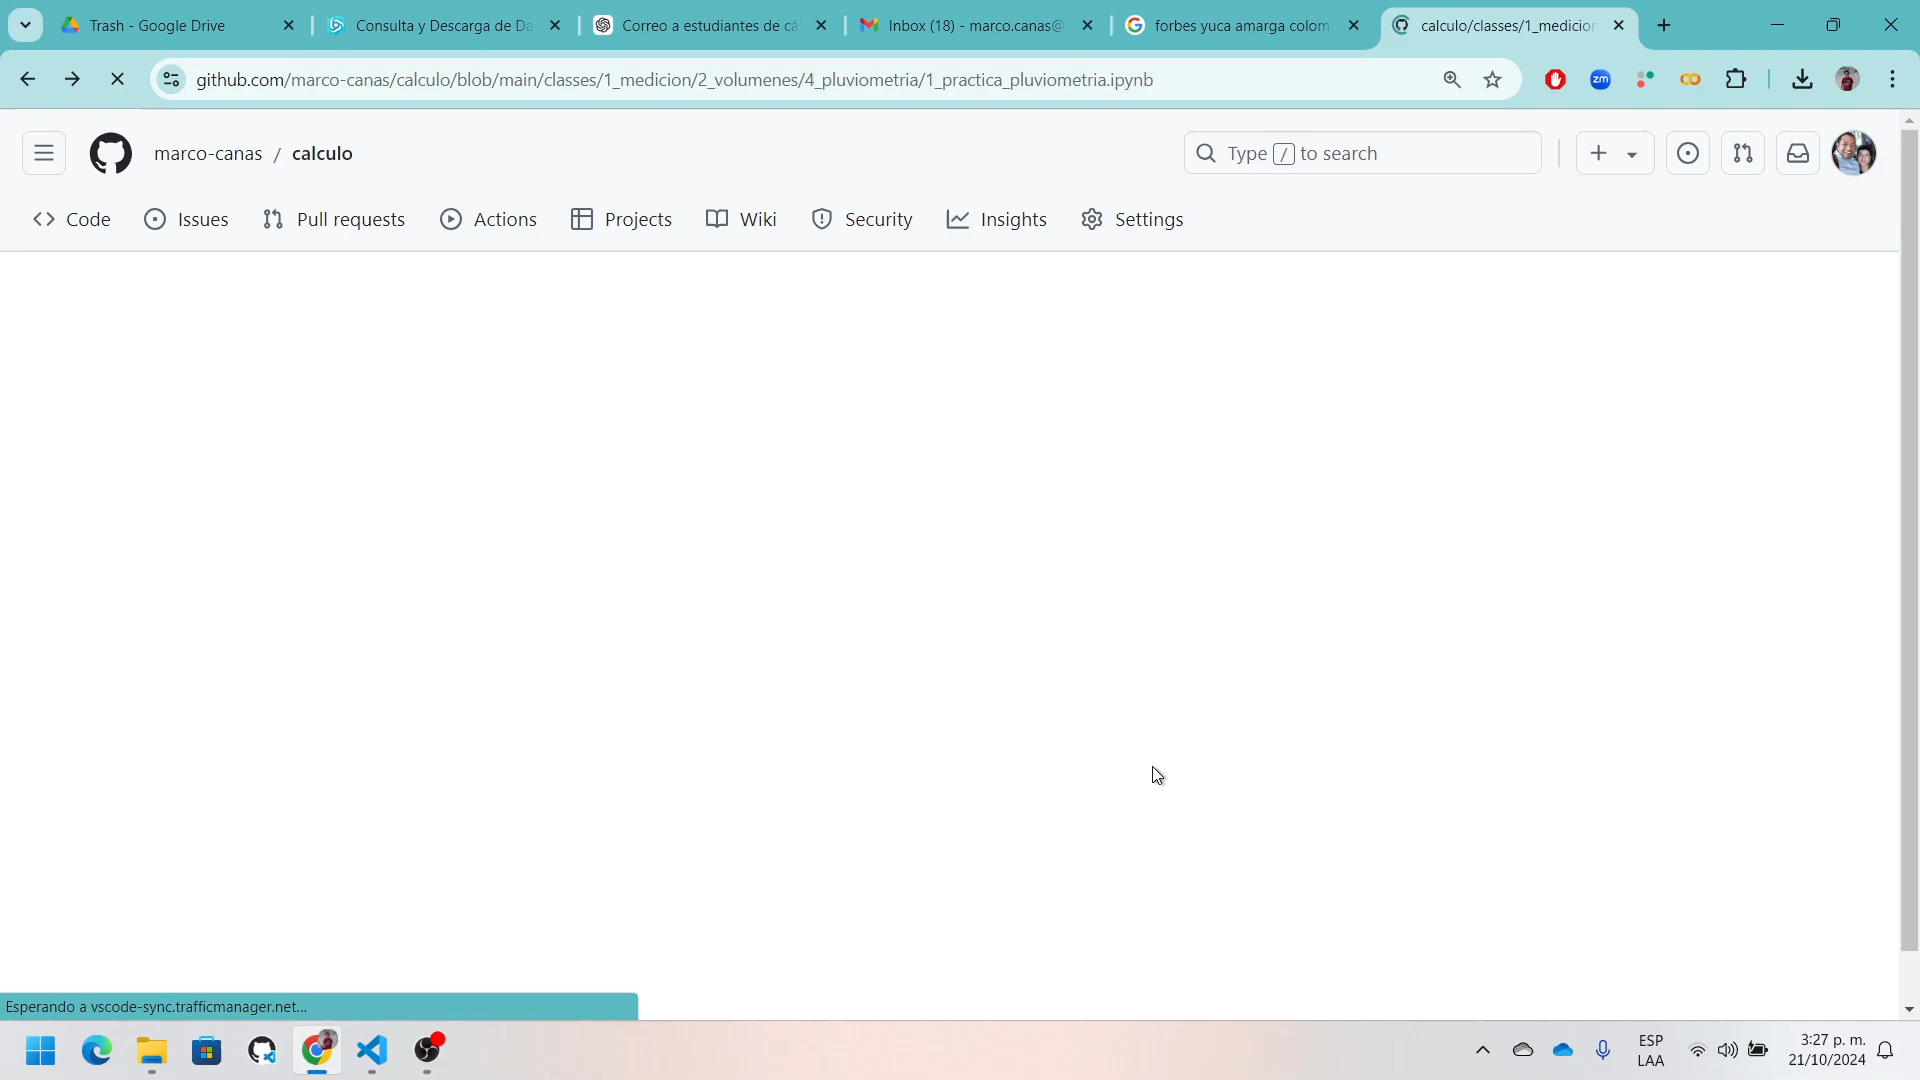 Trash - Google Drive
Consulta y Descarga de Da
Correo a estudiantes de cá
Inbox (18) - marco.canas@
forbes yuca amarga colom
calculo/classes/1_medicion
github.com/marco-canas/calculo/blob/main/classes/1_medicion/2_volumenes/4_pluviometria/1_practica_pluviometria.ipynb
zm
marco-canas / calculo
Type / to search
Code
Issues
Pull requests
Actions
Projects
Wiki
Security
Insights
Settings
Esperando a vscode-sync.trafficmanager.net...
ESP
LAA
3:27 p. m.
21/10/2024